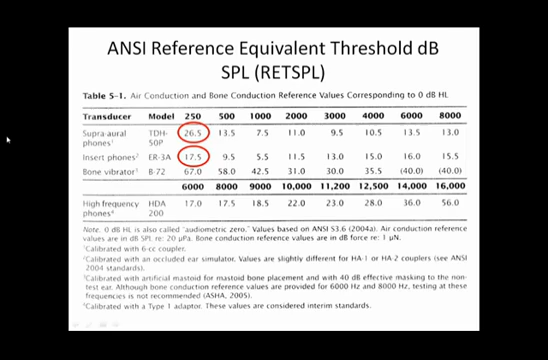 ANSI Reference Equivalent Threshold dB
SPL (RETSPL)
Table 5–1. Air Conduction and Bone Conduction Reference Values Corresponding to 0 dB HL
Transducer Model 250 500 1000 2000 3000 4000 6000 8000
Supra-aural phones¹ TDH-50P 26.5 13.5 7.5 11.0 9.5 10.5 13.5 13.0
Insert phones² ER-3A 17.5 9.5 5.5 11.5 13.0 15.0 16.0 15.5
Bone vibrator³ B-72 67.0 58.0 42.5 31.0 30.0 35.5 (40.0) (40.0)
6000 8000 9000 10,000 11,200 12,500 14,000 16,000
High frequency phones⁴ HDA 200 17.0 17.5 18.5 22.0 23.0 28.0 36.0 56.0
Note. 0 dB HL is also called "audiometric zero." Values based on ANSI S3.6 (2004a). Air conduction reference
values are in dB SPL re: 20 µPa. Bone conduction reference values are in dB force re: 1 µN.
¹Calibrated with 6-cc coupler.
²Calibrated with an occluded ear simulator. Values are slightly different for HA-1 or HA-2 couplers (see ANSI
2004 standards).
³Calibrated with artificial mastoid for mastoid bone placement and with 40 dB effective masking to the non-
test ear. Although bone conduction reference values are provided for 6000 Hz and 8000 Hz, testing at these
frequencies is not recommended (ASHA, 2005).
⁴Calibrated with a Type 1 adaptor. These values are considered interim standards.